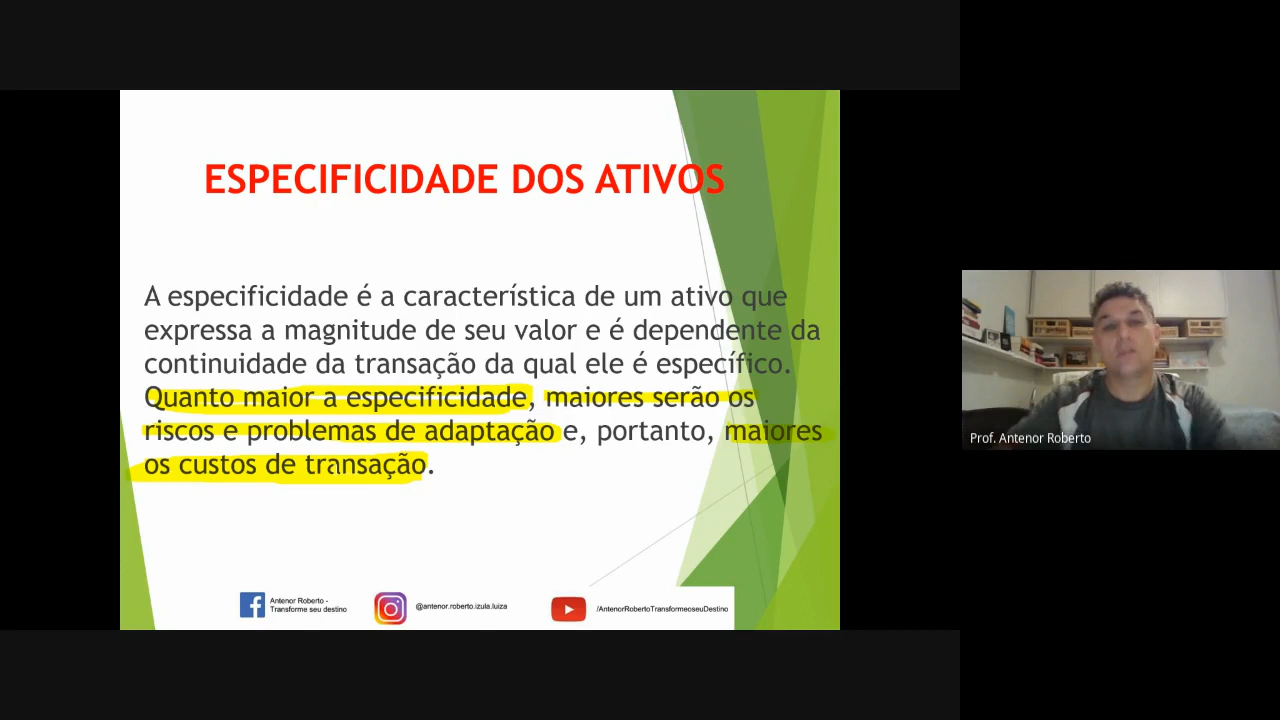 ESPECIFICIDADE DOS ATIVOS
A especificidade é a característica de um ativo que
expressa a magnitude de seu valor e é dependente da
continuidade da transação da qual ele é específico.
Quanto maior a especificidade, maiores serão os
riscos e problemas de adaptação e, portanto, maiores
os custos de transação.
Antenor Roberto -
Transforme seu destino
@antenor.roberto.izula.luiza
/AntenorRobertoTransformeoseuDestino
Prof. Antenor Roberto